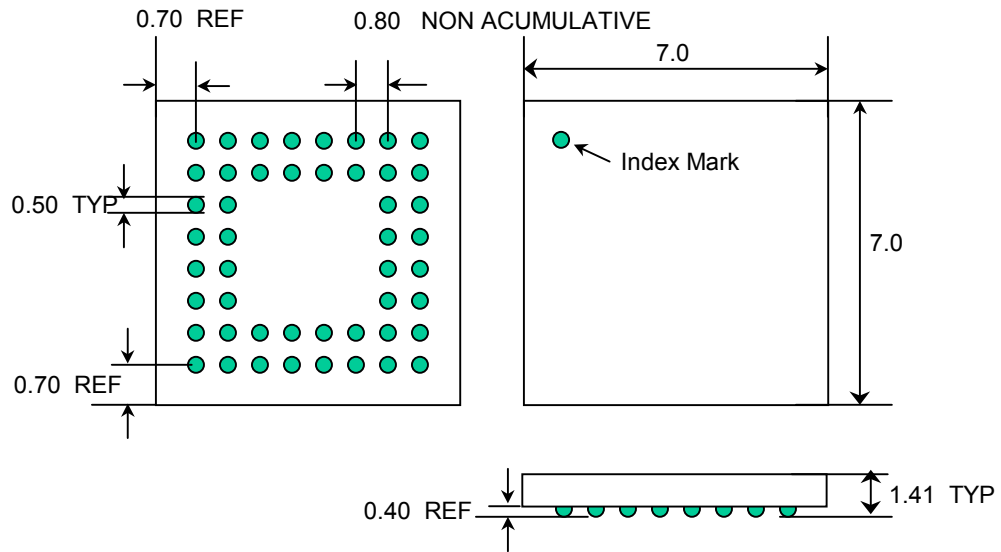 0.70 REF
0.80 NON ACUMULATIVE
7.0
Index Mark
0.50 TYP
7.0
0.70 REF
0.40 REF
1.41 TYP